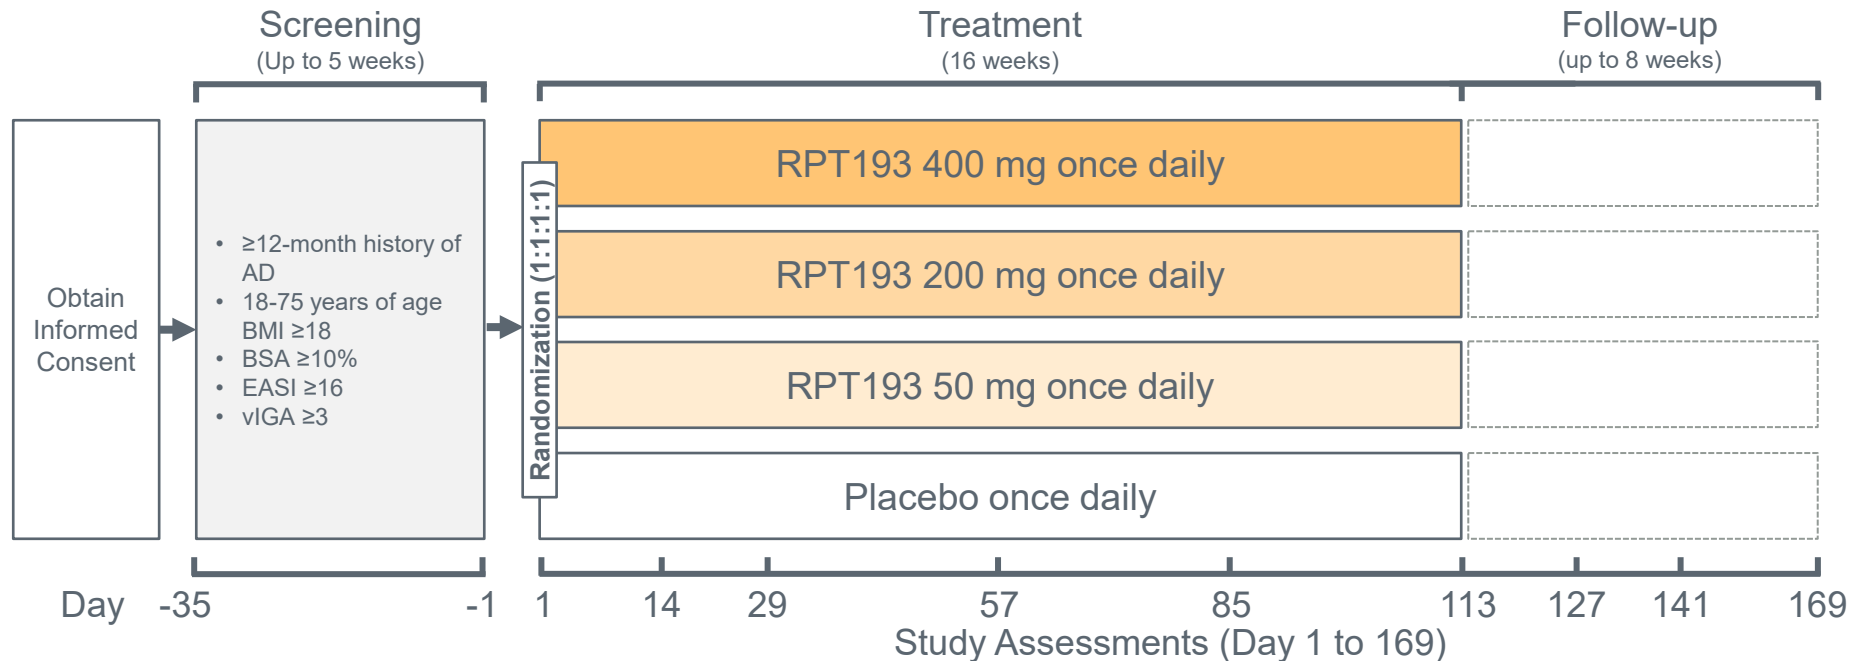 Screening
(Up to 5 weeks)
Treatment
(16 weeks)
Follow-up
(up to 8 weeks)
Obtain
Informed
Consent
• ≥12-month history of
AD
• 18-75 years of age
BMI ≥18
• BSA ≥10%
• EASI ≥16
• vIGA ≥3
Randomization (1:1:1:1)
RPT193 400 mg once daily
RPT193 200 mg once daily
RPT193 50 mg once daily
Placebo once daily
Day -35 -1 1 14 29 57 85 113 127 141 169
Study Assessments (Day 1 to 169)